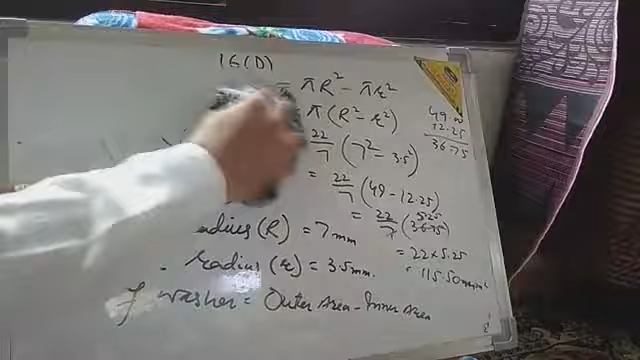 16(D)
= πR² - πr²
= π(R² - r²)
22/7 (7² - 3.5²)
= 22/7 (49 - 12.25)
= 22/7 (36.75) 5.25
= 22 × 5.25
= 115.50
49.00
12.25
36.75
radius (R) = 7mm
radius (r) = 3.5mm.
of washer = Outer Area - Inner Area